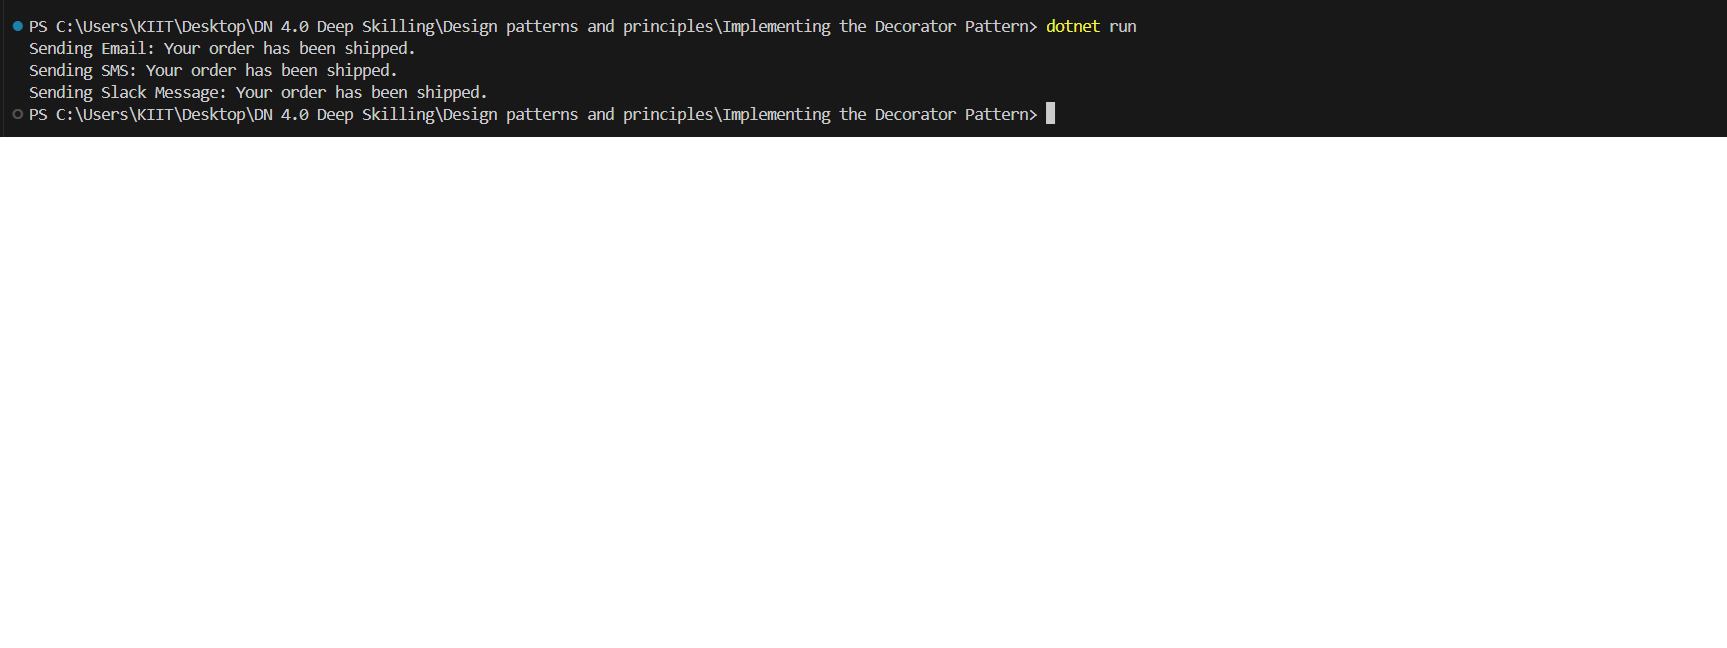 PS C:\Users\KIIT\Desktop\DN 4.0 Deep Skilling\Design patterns and principles\Implementing the Decorator Pattern> dotnet run
Sending Email: Your order has been shipped.
Sending SMS: Your order has been shipped.
Sending Slack Message: Your order has been shipped.
PS C:\Users\KIIT\Desktop\DN 4.0 Deep Skilling\Design patterns and principles\Implementing the Decorator Pattern>